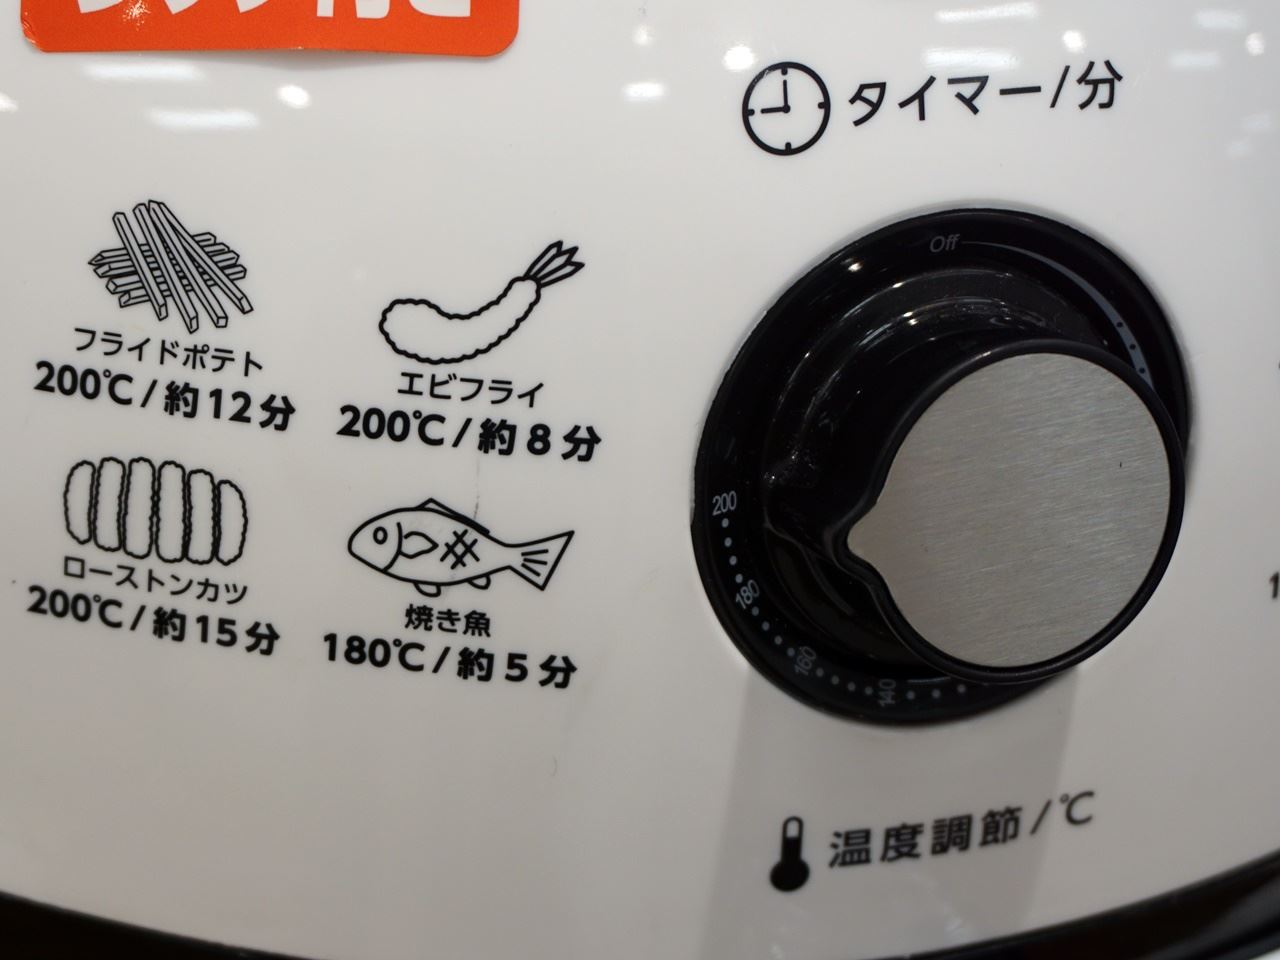 タイマー/分
Off
フライドポテト
200℃/約12分
エビフライ
200℃/約8分
ローストンカツ
200℃/約15分
焼き魚
180℃/約5分
200
180
160
140
温度調節/℃